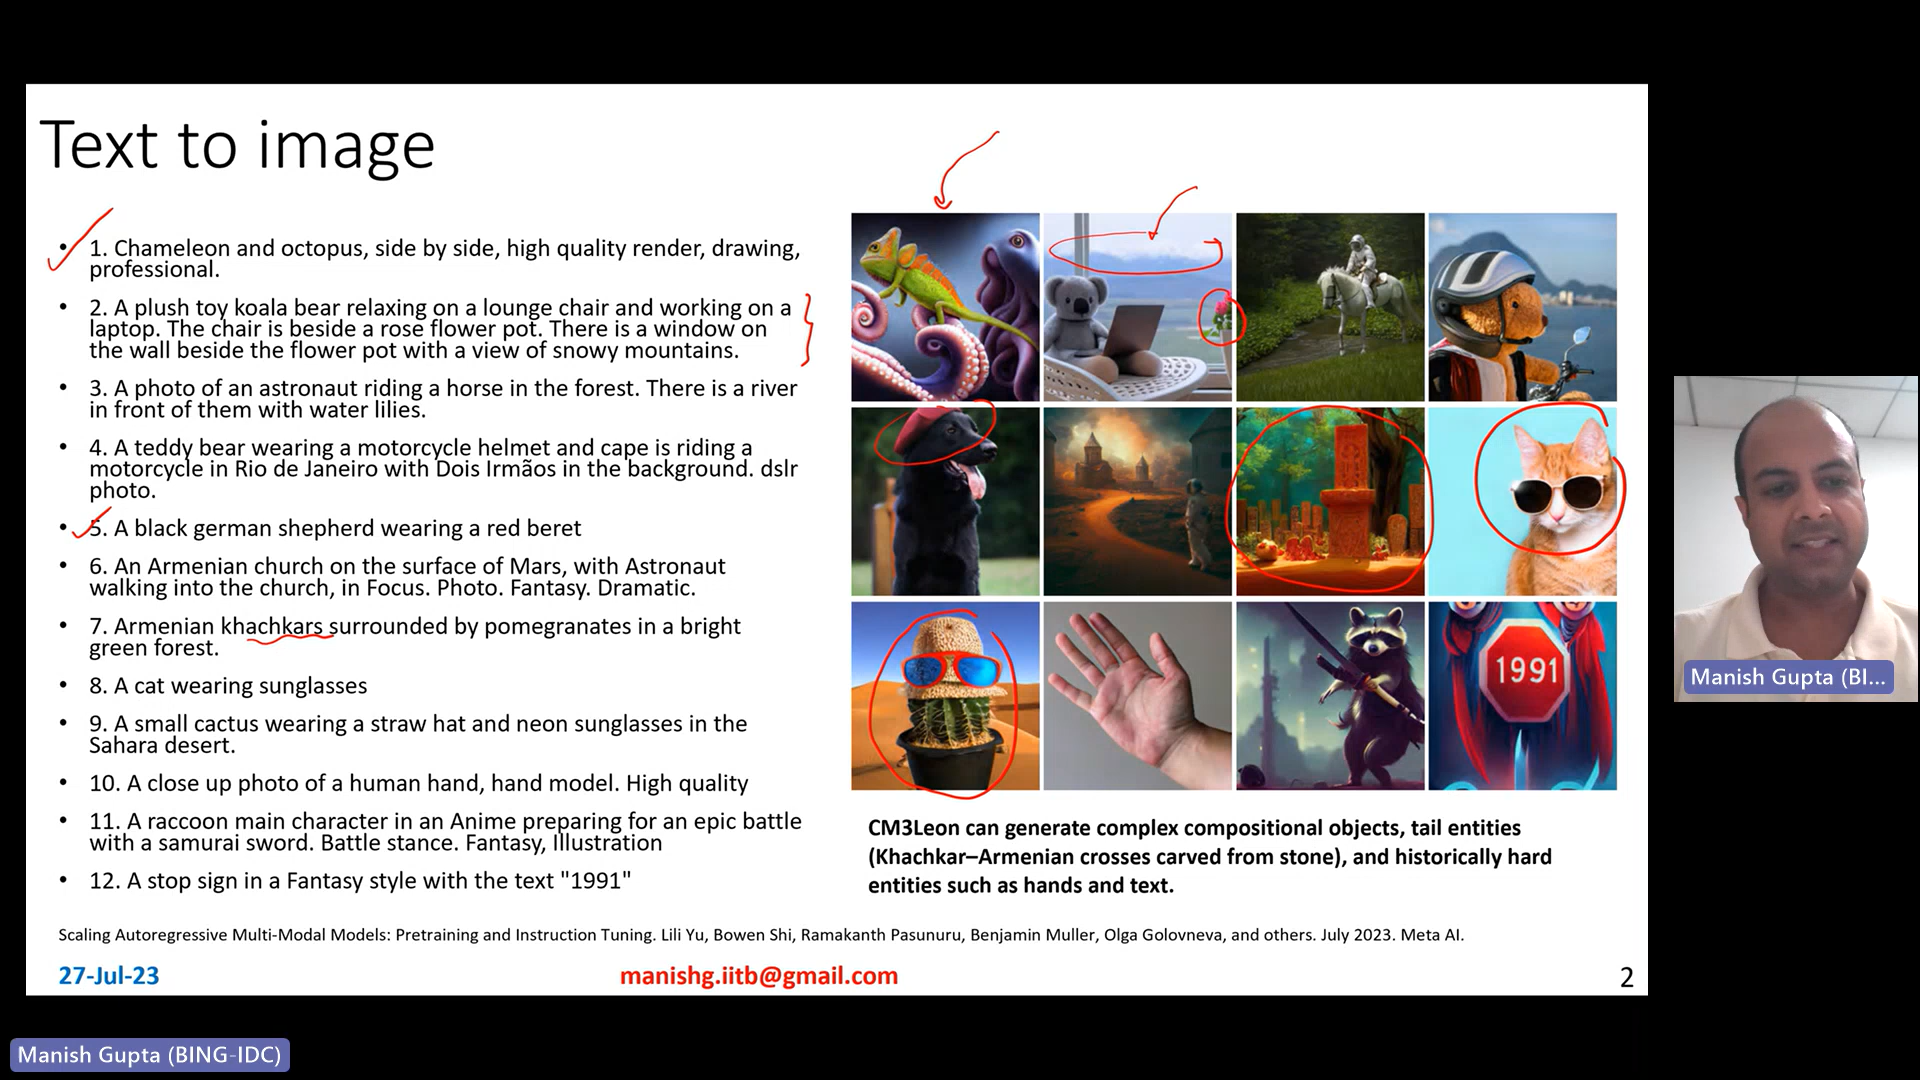 Text to image
• 1. Chameleon and octopus, side by side, high quality render, drawing,
professional.
• 2. A plush toy koala bear relaxing on a lounge chair and working on a
laptop. The chair is beside a rose flower pot. There is a window on
the wall beside the flower pot with a view of snowy mountains.
• 3. A photo of an astronaut riding a horse in the forest. There is a river
in front of them with water lilies.
• 4. A teddy bear wearing a motorcycle helmet and cape is riding a
motorcycle in Rio de Janeiro with Dois Irmãos in the background. dslr
photo.
• 5. A black german shepherd wearing a red beret
• 6. An Armenian church on the surface of Mars, with Astronaut
walking into the church, in Focus. Photo. Fantasy. Dramatic.
• 7. Armenian khachkars surrounded by pomegranates in a bright
green forest.
• 8. A cat wearing sunglasses
• 9. A small cactus wearing a straw hat and neon sunglasses in the
Sahara desert.
• 10. A close up photo of a human hand, hand model. High quality
• 11. A raccoon main character in an Anime preparing for an epic battle
with a samurai sword. Battle stance. Fantasy, Illustration
• 12. A stop sign in a Fantasy style with the text "1991"
1991
CM3Leon can generate complex compositional objects, tail entities
(Khachkar–Armenian crosses carved from stone), and historically hard
entities such as hands and text.
Scaling Autoregressive Multi-Modal Models: Pretraining and Instruction Tuning. Lili Yu, Bowen Shi, Ramakanth Pasunuru, Benjamin Muller, Olga Golovneva, and others. July 2023. Meta AI.
27-Jul-23
manishg.iitb@gmail.com
2
Manish Gupta (BI...
Manish Gupta (BING-IDC)